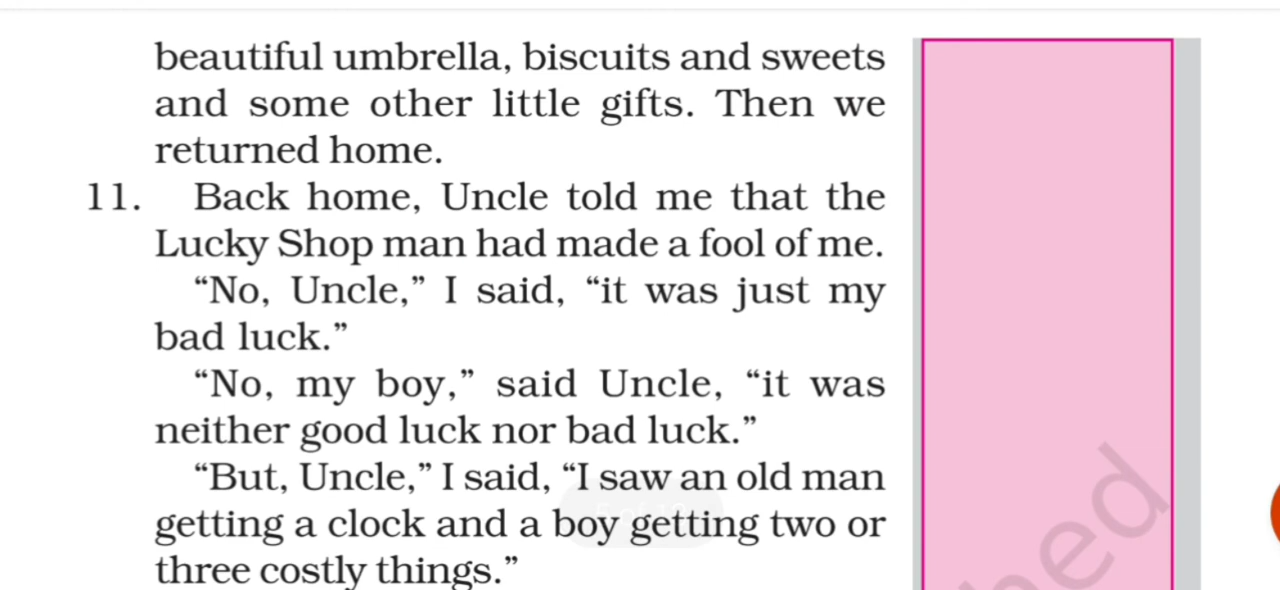 beautiful umbrella, biscuits and sweets
and some other little gifts. Then we
returned home.
11. Back home, Uncle told me that the
Lucky Shop man had made a fool of me.
“No, Uncle,” I said, “it was just my
bad luck.”
“No, my boy,” said Uncle, “it was
neither good luck nor bad luck.”
“But, Uncle,” I said, “I saw an old man
getting a clock and a boy getting two or
three costly things.”